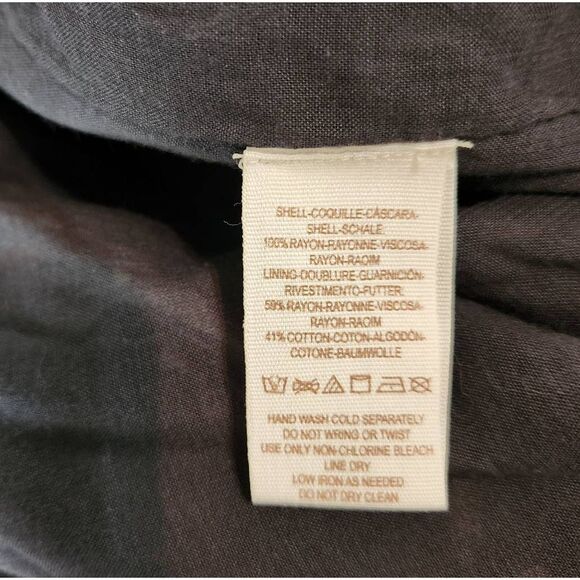 SHELL-COQUILLE-CÁSCARA-
SHELL-SCHALE:
100% RAYON-RAYONNE-VISCOSA-
RAYON-RAOIM
LINING-DOUBLURE-GUARNICIÓN-
RIVESTIMENTO-FUTTER:
59% RAYON-RAYONNE-VISCOSA-
RAYON-RAOIM
41% COTTON-COTON-ALGODÓN-
COTONE-BAUMWOLLE
HAND WASH COLD SEPARATELY
DO NOT WRING OR TWIST
USE ONLY NON-CHLORINE BLEACH
LINE DRY
LOW IRON AS NEEDED
DO NOT DRY CLEAN